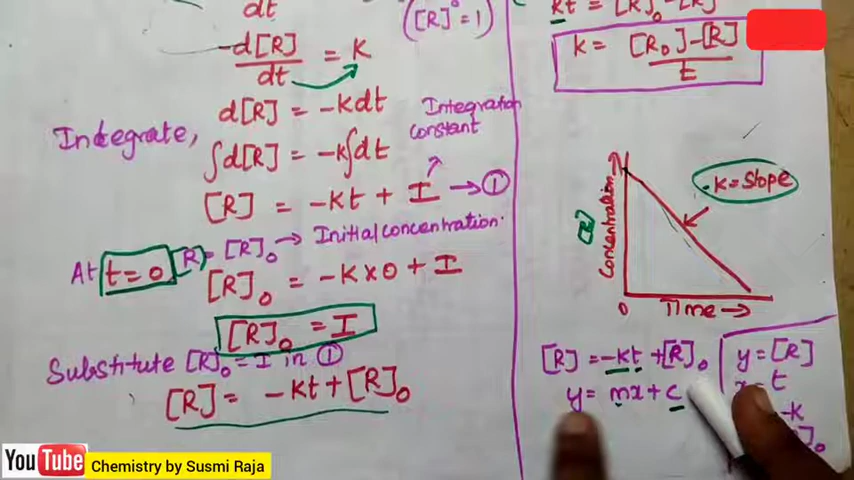 dt
([R]° = 1)
-d[R]
dt
= K
Integrate,
d[R] = -Kdt
Integration
constant
∫d[R] = -K∫dt
[R] = -Kt + I → ①
At t=0 [R] = [R]₀ → Initial concentration.
[R]₀ = -K×0 + I
[R]₀ = I
Substitute [R]₀ = I in ①
[R] = -Kt + [R]₀
Kt = [R]₀ - [R]
K = [R₀] - [R]
t
-K = Slope
[R]
Concentration →
0
Time →
[R] = -Kt + [R]₀
y = mx + c
y = [R]
t
-K
]₀
YouTube
Chemistry by Susmi Raja